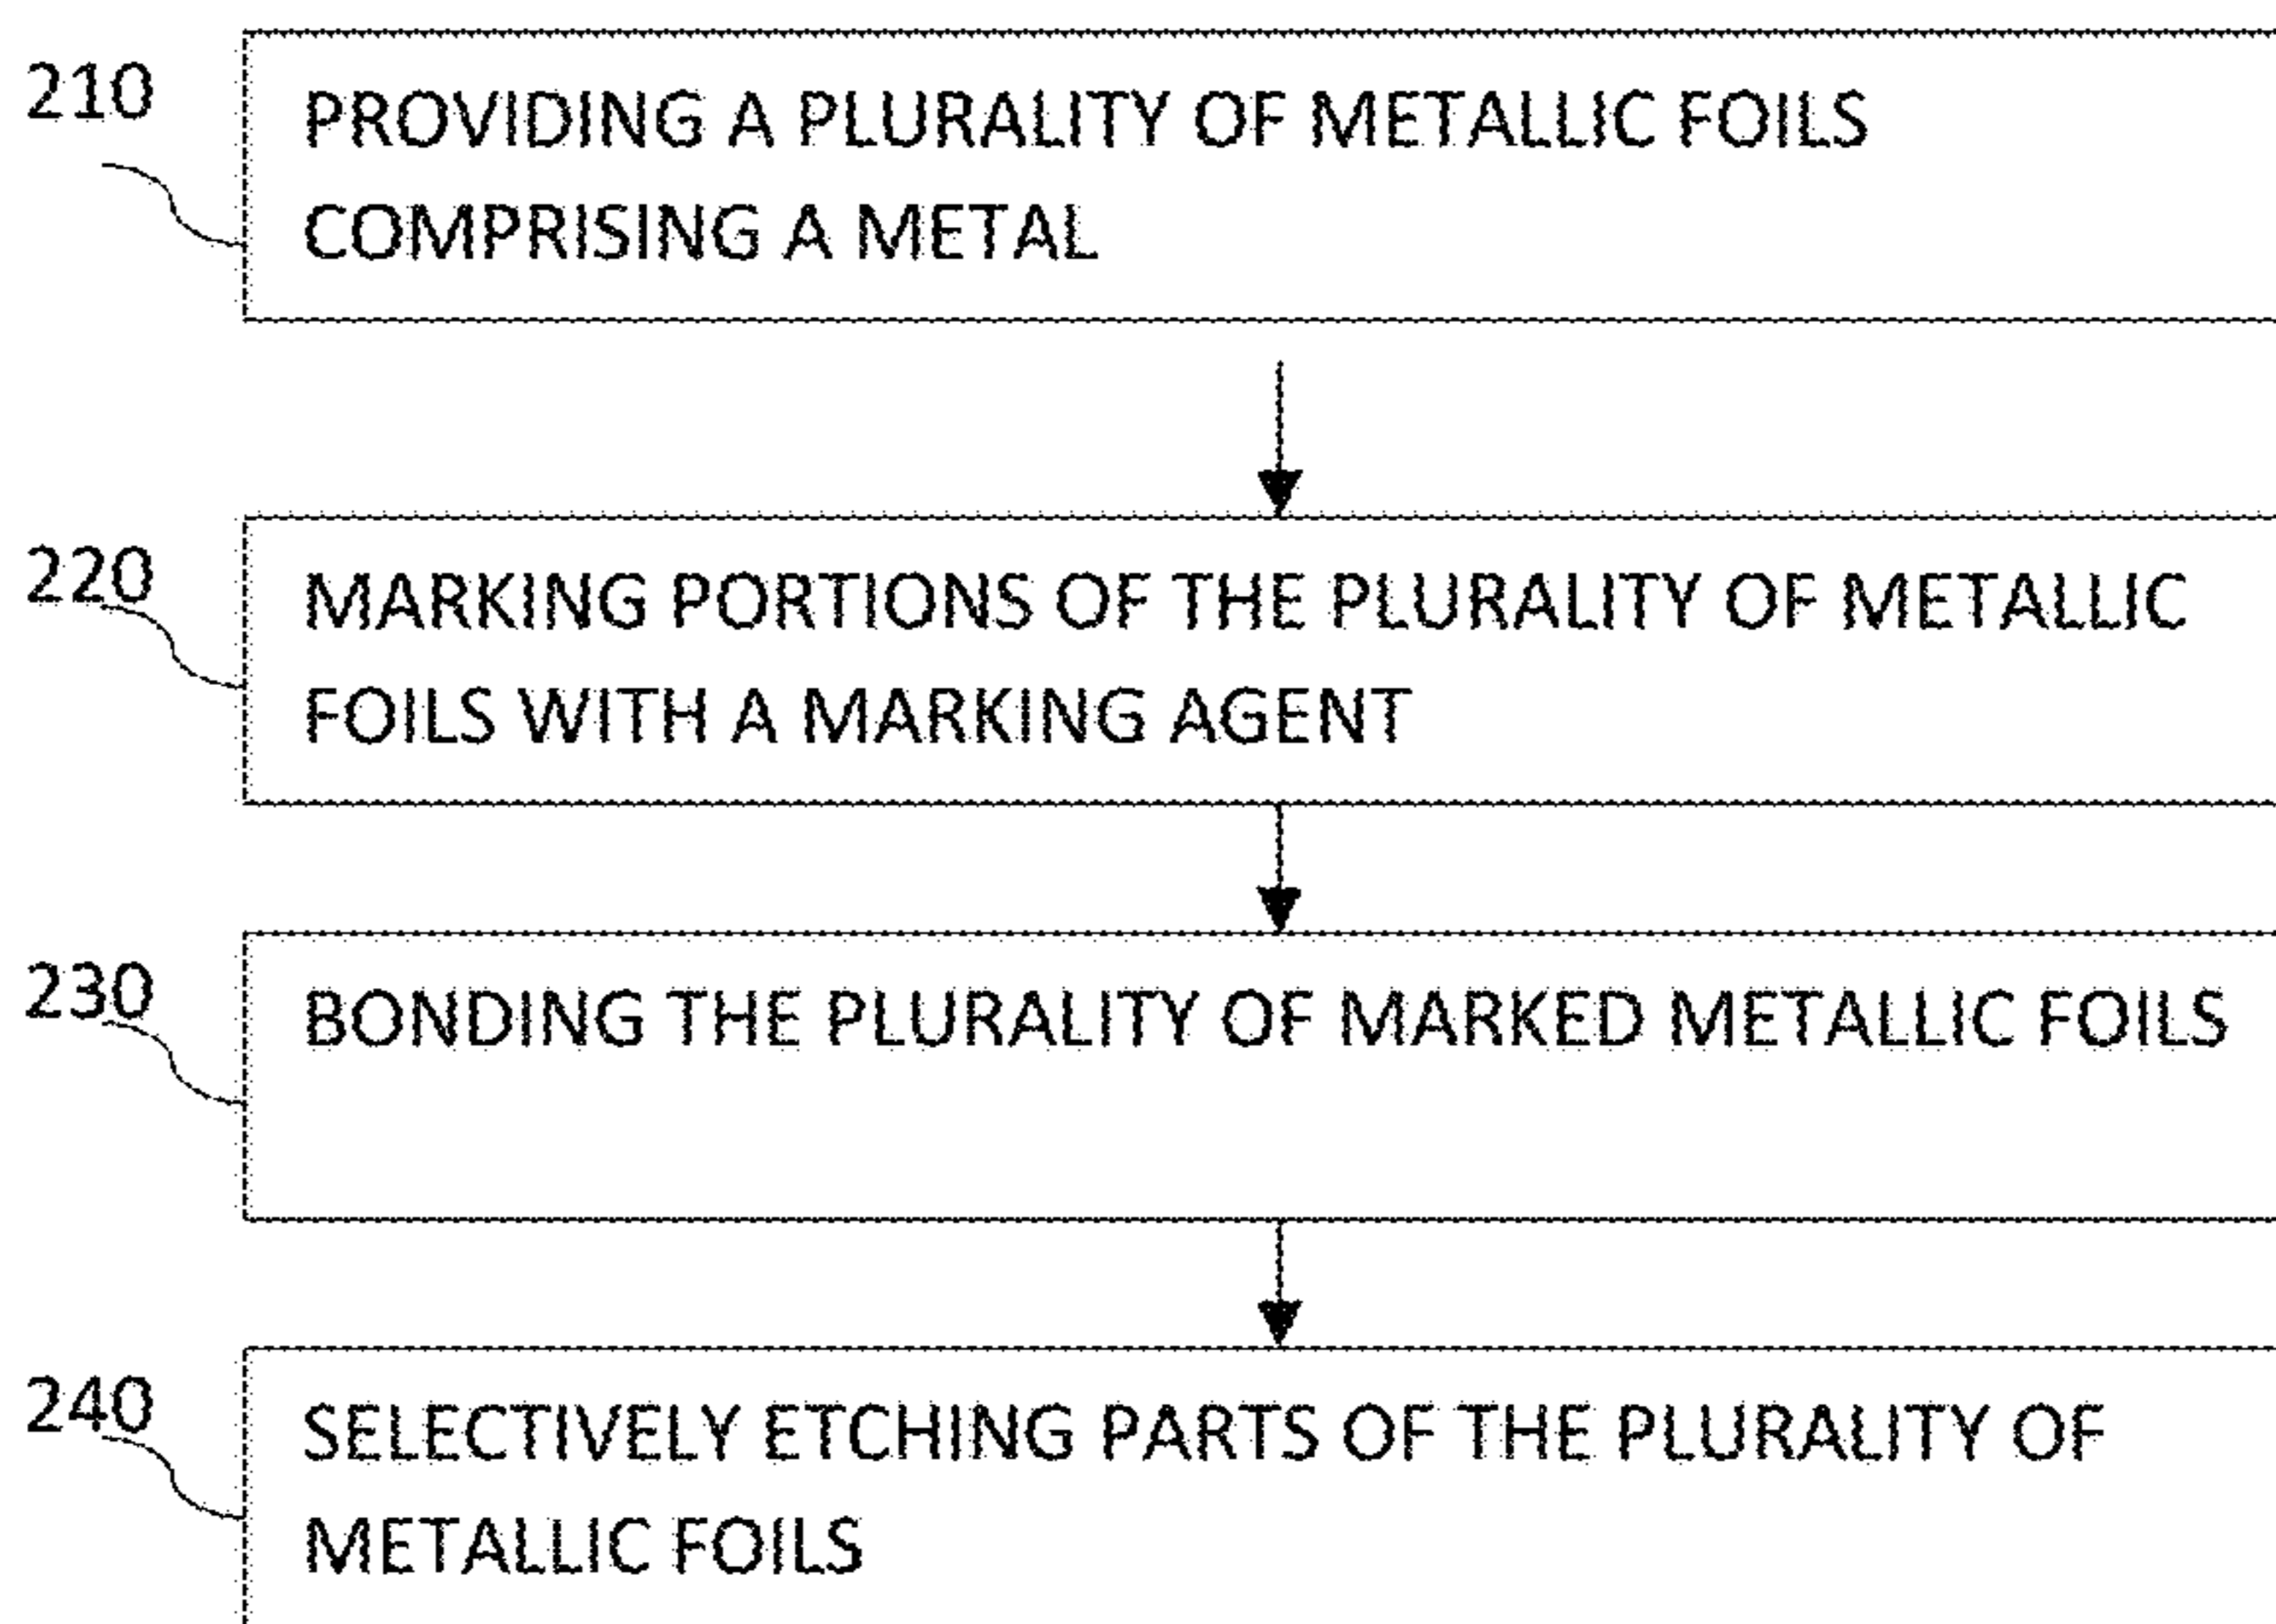 210
PROVIDING A PLURALITY OF METALLIC FOILS
COMPRISING A METAL
220
MARKING PORTIONS OF THE PLURALITY OF METALLIC
FOILS WITH A MARKING AGENT
230
BONDING THE PLURALITY OF MARKED METALLIC FOILS
240
SELECTIVELY ETCHING PARTS OF THE PLURALITY OF
METALLIC FOILS